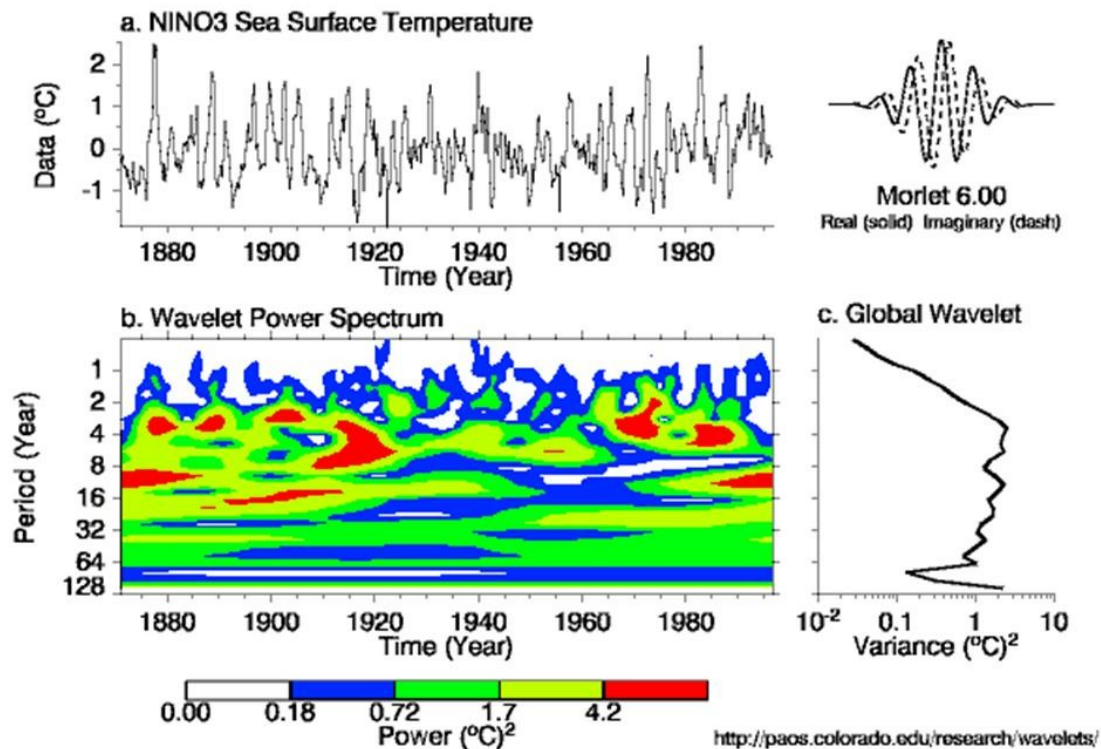 a. NINO3 Sea Surface Temperature
Data (°C)
2
1
0
-1
1880 1900 1920 1940 1960 1980
Time (Year)
Morlet 6.00
Real (solid) Imaginary (dash)
b. Wavelet Power Spectrum
Period (Year)
1
2
4
8
16
32
64
128
1880 1900 1920 1940 1960 1980
Time (Year)
c. Global Wavelet
10-2 0.1 1 10
Variance (°C)2
0.00 0.18 0.72 1.7 4.2
Power (°C)2
http://paos.colorado.edu/research/wavelets/